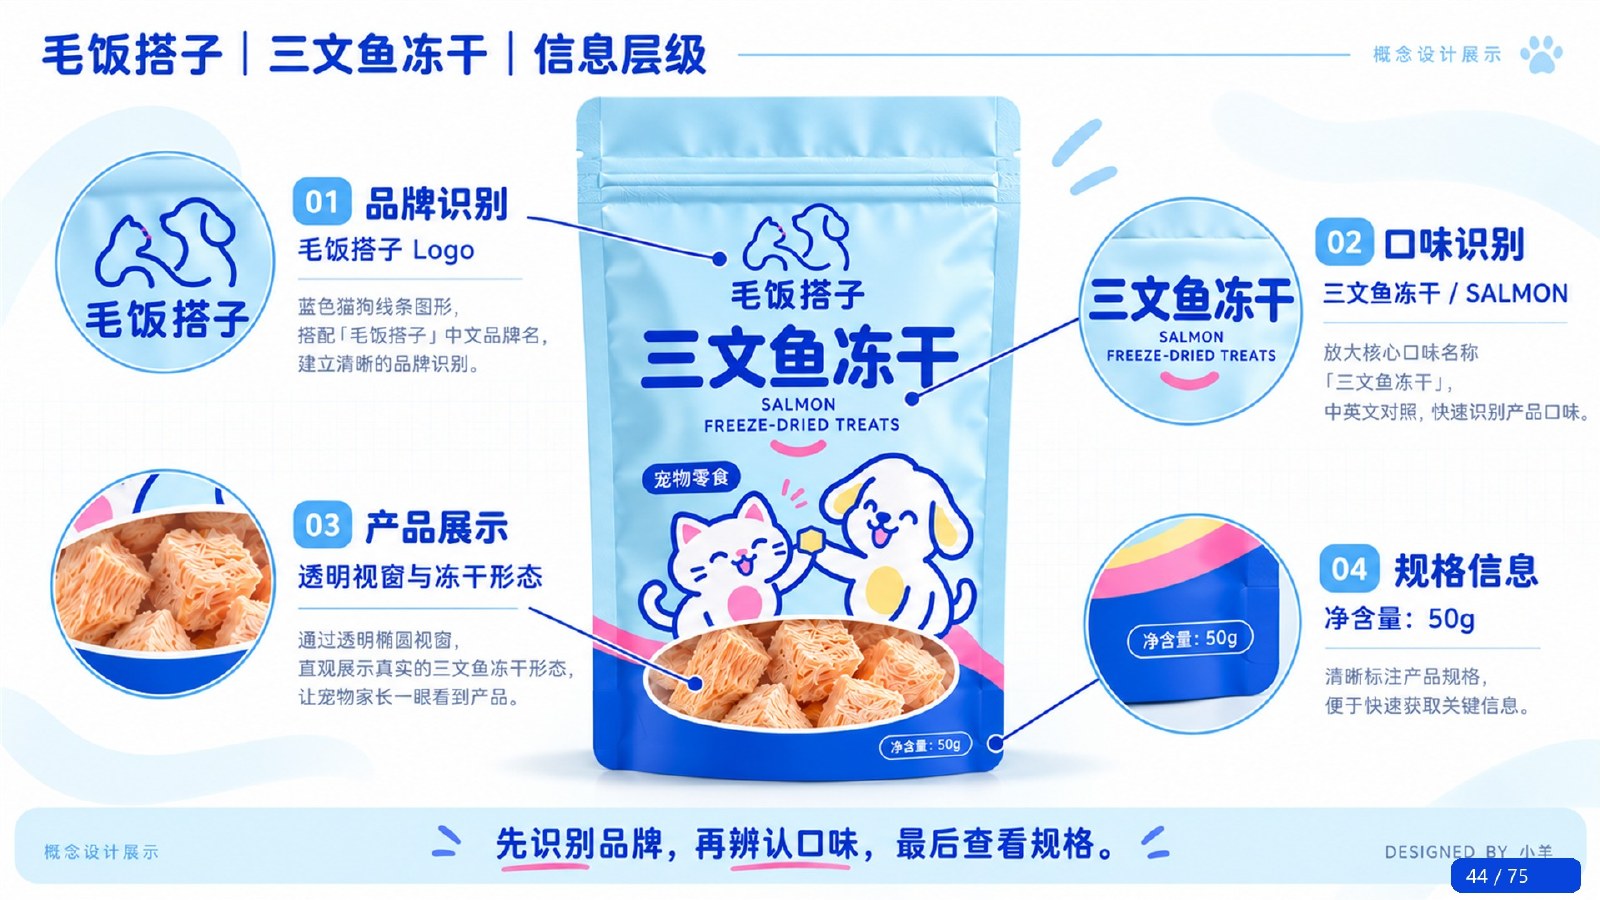 毛饭搭子｜三文鱼冻干｜信息层级
概念设计展示
01 品牌识别
毛饭搭子 Logo
蓝色猫狗线条图形，
搭配「毛饭搭子」中文品牌名，
建立清晰的品牌识别。
毛饭搭子
02 口味识别
三文鱼冻干 / SALMON
放大核心口味名称
「三文鱼冻干」，
中英文对照，快速识别产品口味。
三文鱼冻干
SALMON
FREEZE-DRIED TREATS
毛饭搭子
三文鱼冻干
SALMON
FREEZE-DRIED TREATS
宠物零食
净含量：50g
03 产品展示
透明视窗与冻干形态
通过透明椭圆视窗，
直观展示真实的三文鱼冻干形态，
让宠物家长一眼看到产品。
04 规格信息
净含量：50g
清晰标注产品规格，
便于快速获取关键信息。
净含量：50g
概念设计展示
先识别品牌，再辨认口味，最后查看规格。
DESIGNED BY 小羊
44 / 75